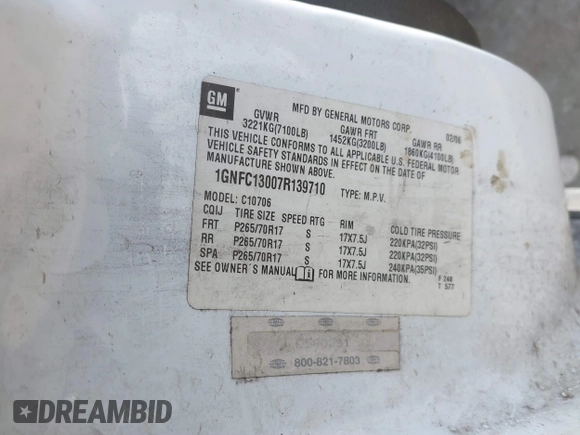 GM
MFD BY GENERAL MOTORS CORP. 02/06
GVWR GAWR FRT GAWR RR
3221KG(7100LB) 1452KG(3200LB) 1860KG(4100LB)
THIS VEHICLE CONFORMS TO ALL APPLICABLE U.S. FEDERAL MOTOR
VEHICLE SAFETY STANDARDS IN EFFECT ON THE DATE OF
MANUFACTURE SHOWN ABOVE.
1GNFC13007R139710 TYPE: M.P.V.
MODEL: C10706
CQIJ TIRE SIZE SPEED RTG RIM COLD TIRE PRESSURE
FRT P265/70R17 S 17X7.5J 220KPA(32PSI)
RR P265/70R17 S 17X7.5J 220KPA(32PSI)
SPA P265/70R17 S 17X7.5J 240KPA(35PSI)
SEE OWNER'S MANUAL FOR MORE INFORMATION.
F 248
T 577
800-821-7803
DREAMBID